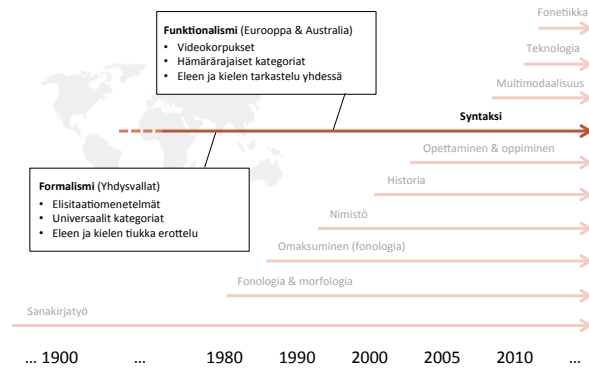 Fonetiikka
Funktionalismi (Eurooppa & Australia)
• Videokorpukset
• Hämärärajaiset kategoriat
• Eleen ja kielen tarkastelu yhdessä
Teknologia
Multimodaalisuus
Syntaksi
Opettaminen & oppiminen
Formalismi (Yhdysvallat)
• Elisitaatiomenetelmät
• Universaalit kategoriat
• Eleen ja kielen tiukka erottelu
Historia
Nimistö
Omaksuminen (fonologia)
Fonologia & morfologia
Sanakirjatyö
... 1900 ... 1980 1990 2000 2005 2010 ...